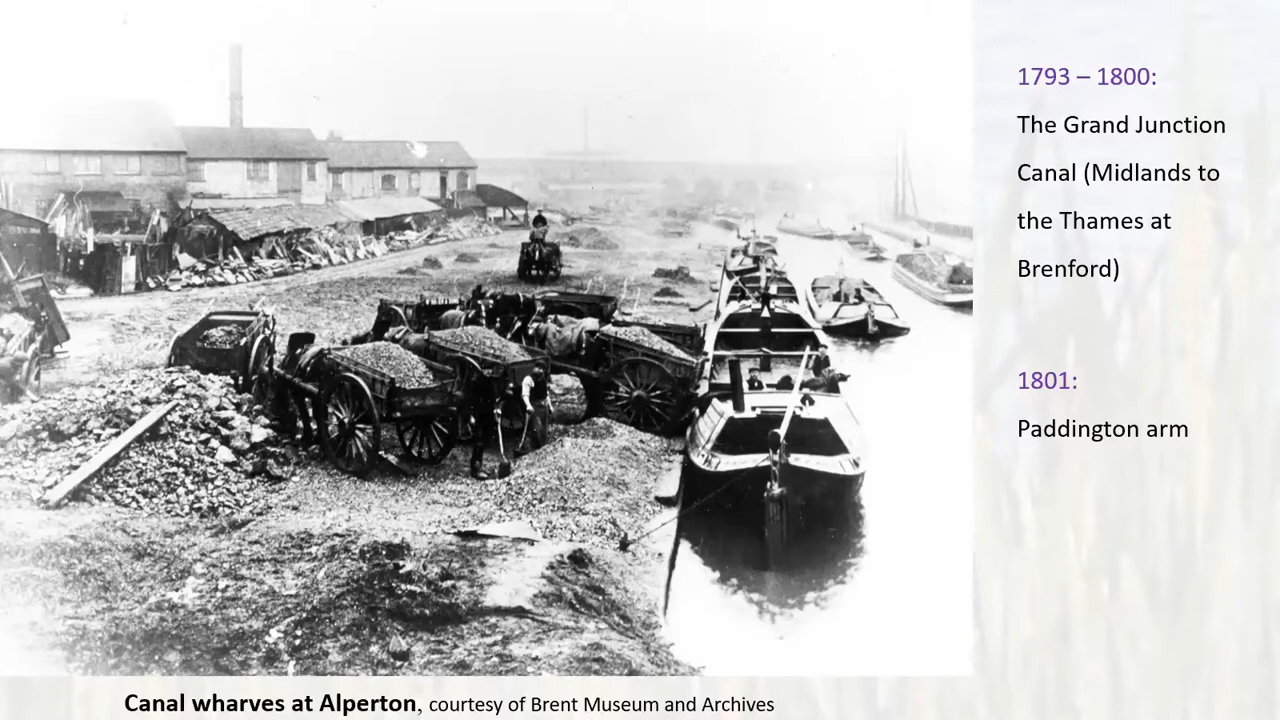 1793 – 1800:
The Grand Junction
Canal (Midlands to
the Thames at
Brenford)
1801:
Paddington arm
Canal wharves at Alperton, courtesy of Brent Museum and Archives